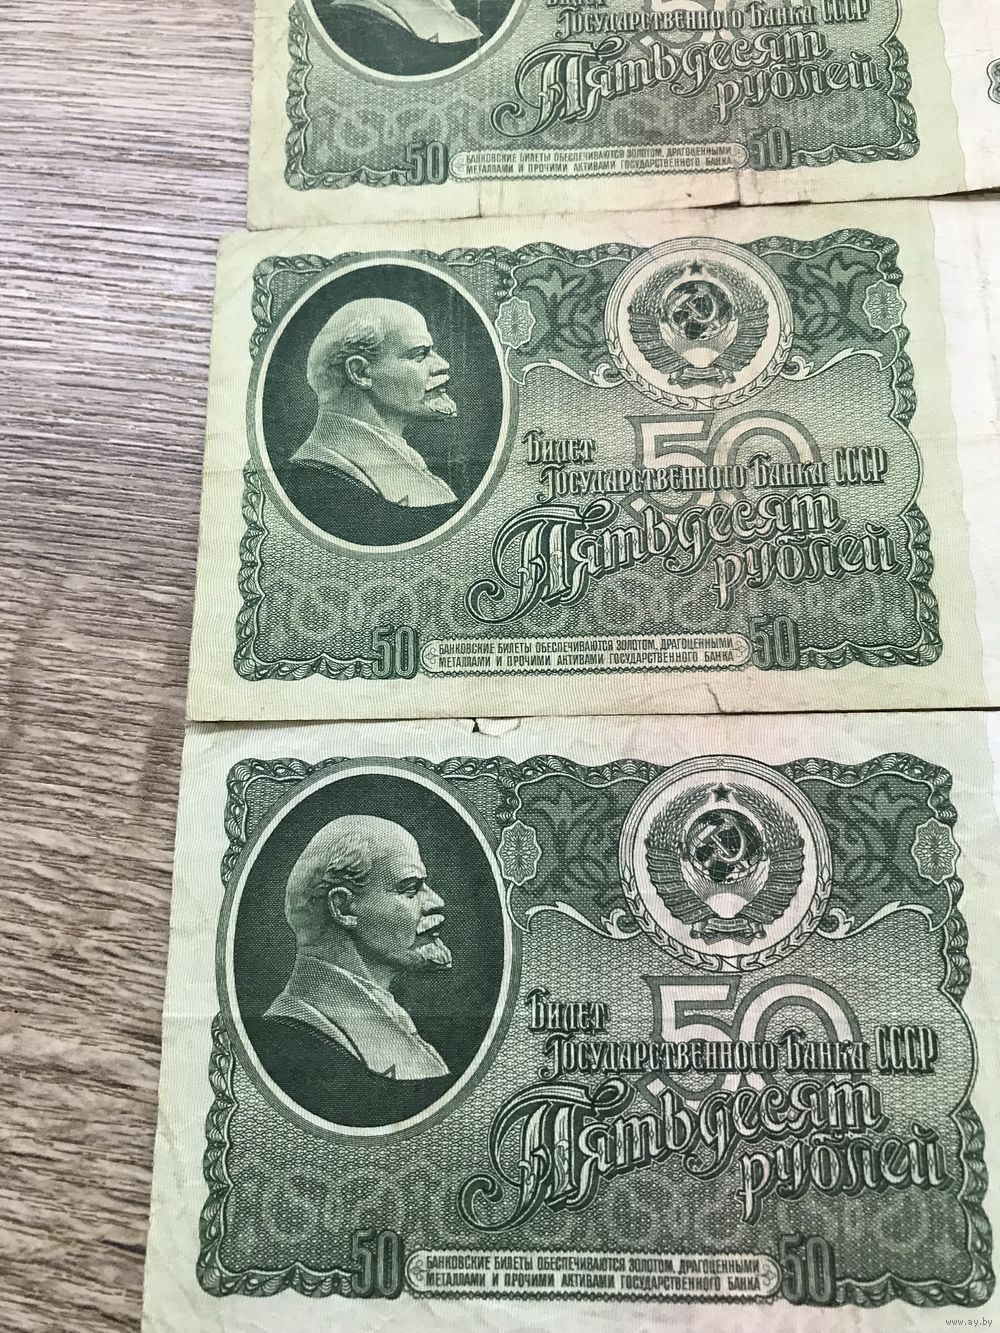 Билет
Государственного Банка СССР
Пятьдесят
рублей
50
БАНКОВСКИЕ БИЛЕТЫ ОБЕСПЕЧИВАЮТСЯ ЗОЛОТОМ, ДРАГОЦЕННЫМИ
МЕТАЛЛАМИ И ПРОЧИМИ АКТИВАМИ ГОСУДАРСТВЕННОГО БАНКА
50
50
Билет
Государственного Банка СССР
Пятьдесят
рублей
50
БАНКОВСКИЕ БИЛЕТЫ ОБЕСПЕЧИВАЮТСЯ ЗОЛОТОМ, ДРАГОЦЕННЫМИ
МЕТАЛЛАМИ И ПРОЧИМИ АКТИВАМИ ГОСУДАРСТВЕННОГО БАНКА
50
50
Билет
Государственного Банка СССР
Пятьдесят
рублей
50
БАНКОВСКИЕ БИЛЕТЫ ОБЕСПЕЧИВАЮТСЯ ЗОЛОТОМ, ДРАГОЦЕННЫМИ
МЕТАЛЛАМИ И ПРОЧИМИ АКТИВАМИ ГОСУДАРСТВЕННОГО БАНКА
50
www.ay.by